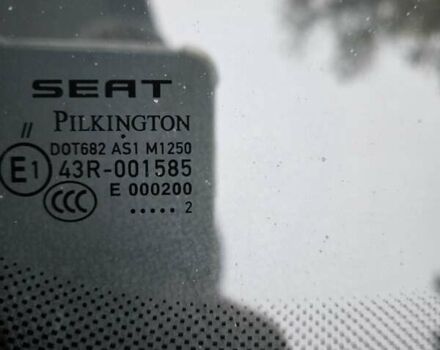 SEAT
PILKINGTON
//
DOT682 AS1 M1250
E1 43R-001585
E 000200
CCC
..... 2